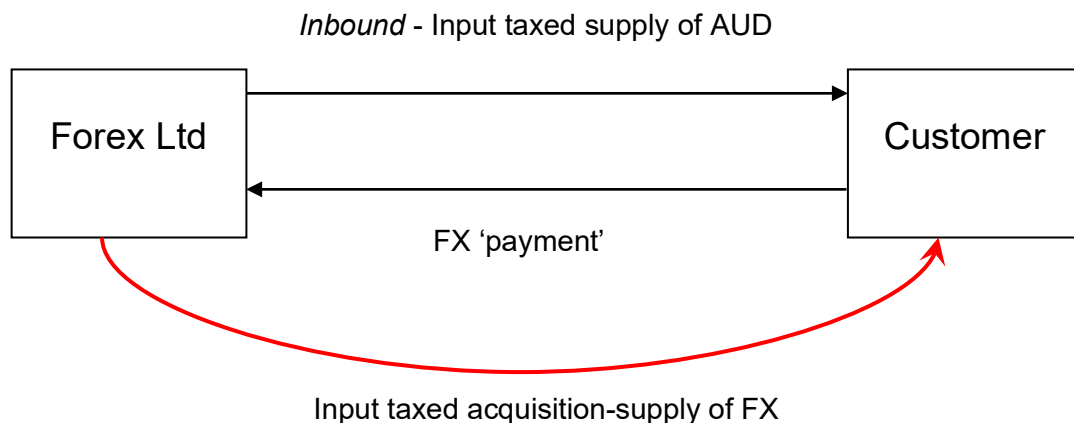 Inbound - Input taxed supply of AUD
Forex Ltd
Customer
FX ‘payment’
Input taxed acquisition-supply of FX